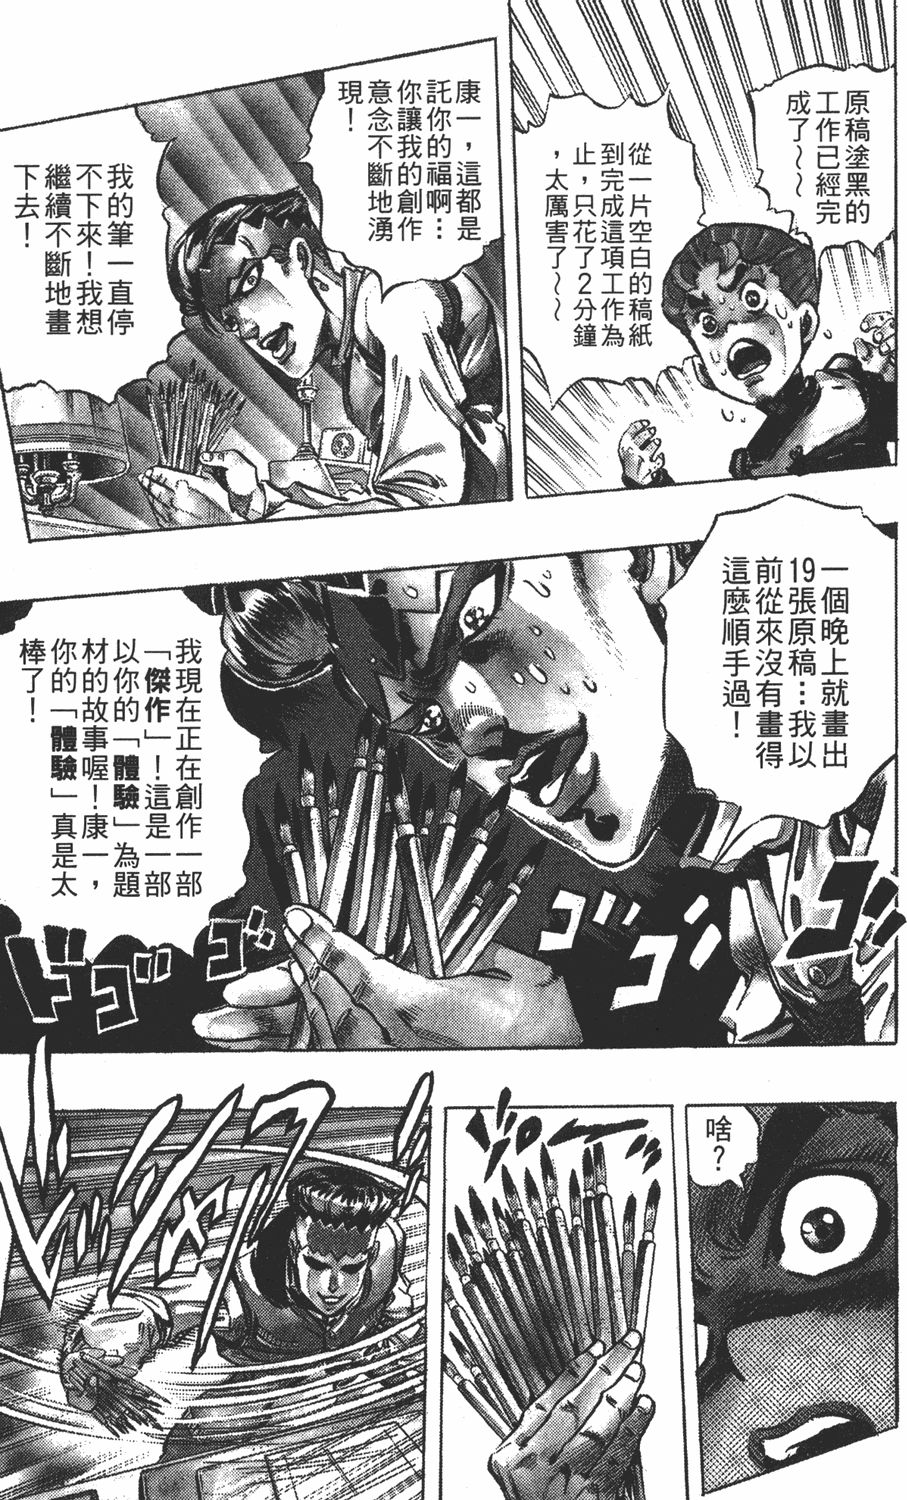 原稿塗黑的
工作已經完
成了～～
從一片空白的稿紙
到完成這項工作為
止，只花了2分鐘
，太厲害了～～
康一，這都是
託你的福啊…
你讓我的創作
意念不斷地湧
現！
我的筆一直停
不下來！我想
繼續不斷地畫
下去！
一個晚上就畫出
19張原稿…我以
前從來沒有畫得
這麼順手過！
我現在正在創作一部
「傑作」！這是一部
以你的「體驗」為題
材的故事喔！康一，
你的「體驗」真是太
棒了！
ゴゴゴゴゴド
啥？